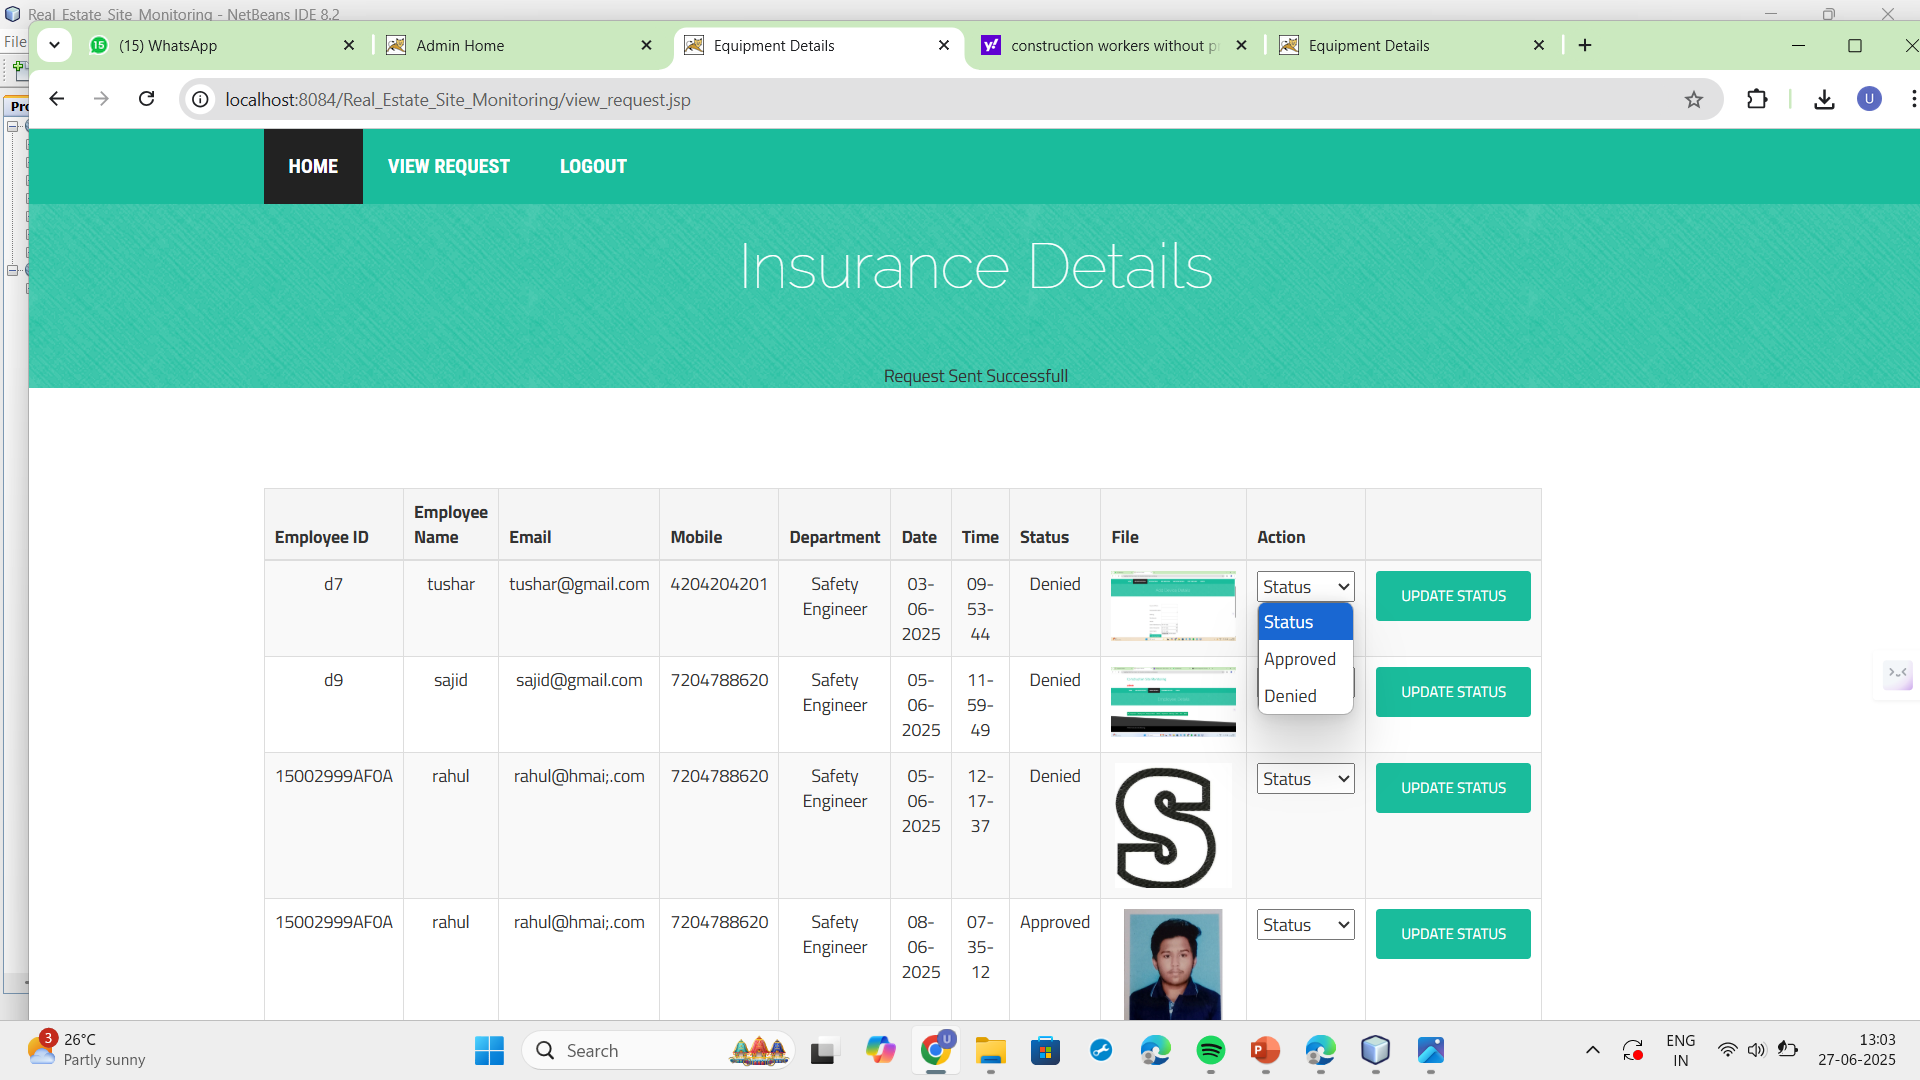 Real_Estate_Site_Monitoring - NetBeans IDE 8.2
File
(15) WhatsApp
Admin Home
Equipment Details
construction workers without p
Equipment Details
localhost:8084/Real_Estate_Site_Monitoring/view_request.jsp
U
HOME VIEW REQUEST LOGOUT
Insurance Details
Request Sent Successfull
Employee ID Employee Name Email Mobile Department Date Time Status File Action
d7 tushar tushar@gmail.com 4204204201 Safety Engineer 03-06-2025 09-53-44 Denied Status UPDATE STATUS
Status
Approved
Denied
d9 sajid sajid@gmail.com 7204788620 Safety Engineer 05-06-2025 11-59-49 Denied UPDATE STATUS
15002999AF0A rahul rahul@hmai;.com 7204788620 Safety Engineer 05-06-2025 12-17-37 Denied S Status UPDATE STATUS
15002999AF0A rahul rahul@hmai;.com 7204788620 Safety Engineer 08-06-2025 07-35-12 Approved Status UPDATE STATUS
3
26°C
Partly sunny
Search
ENG
IN
13:03
27-06-2025